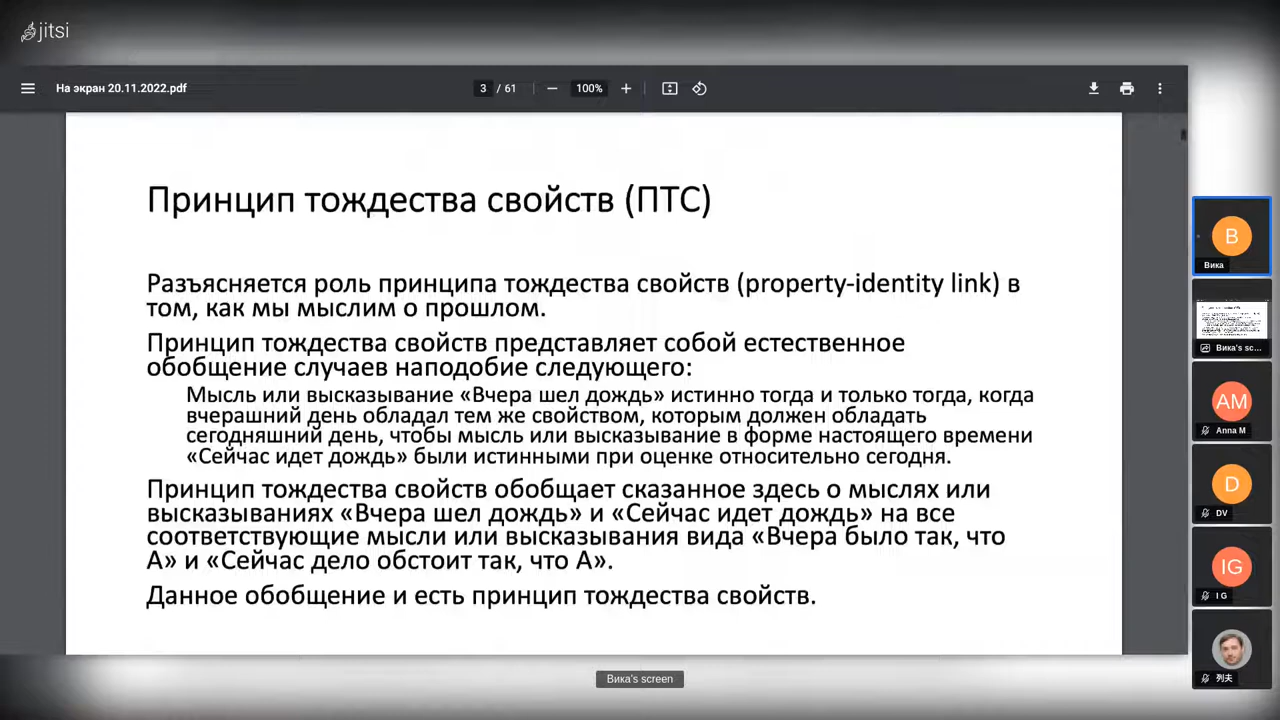 jitsi
На экран 20.11.2022.pdf
3 / 61
100%
Принцип тождества свойств (ПТС)
Разъясняется роль принципа тождества свойств (property-identity link) в
том, как мы мыслим о прошлом.
Принцип тождества свойств представляет собой естественное
обобщение случаев наподобие следующего:
Мысль или высказывание «Вчера шел дождь» истинно тогда и только тогда, когда
вчерашний день обладал тем же свойством, которым должен обладать
сегодняшний день, чтобы мысль или высказывание в форме настоящего времени
«Сейчас идет дождь» были истинными при оценке относительно сегодня.
Принцип тождества свойств обобщает сказанное здесь о мыслях или
высказываниях «Вчера шел дождь» и «Сейчас идет дождь» на все
соответствующие мысли или высказывания вида «Вчера было так, что
А» и «Сейчас дело обстоит так, что А».
Данное обобщение и есть принцип тождества свойств.
В
Вика
Вика's sc...
AM
Anna M
D
DV
IG
I G
列夫
Вика's screen